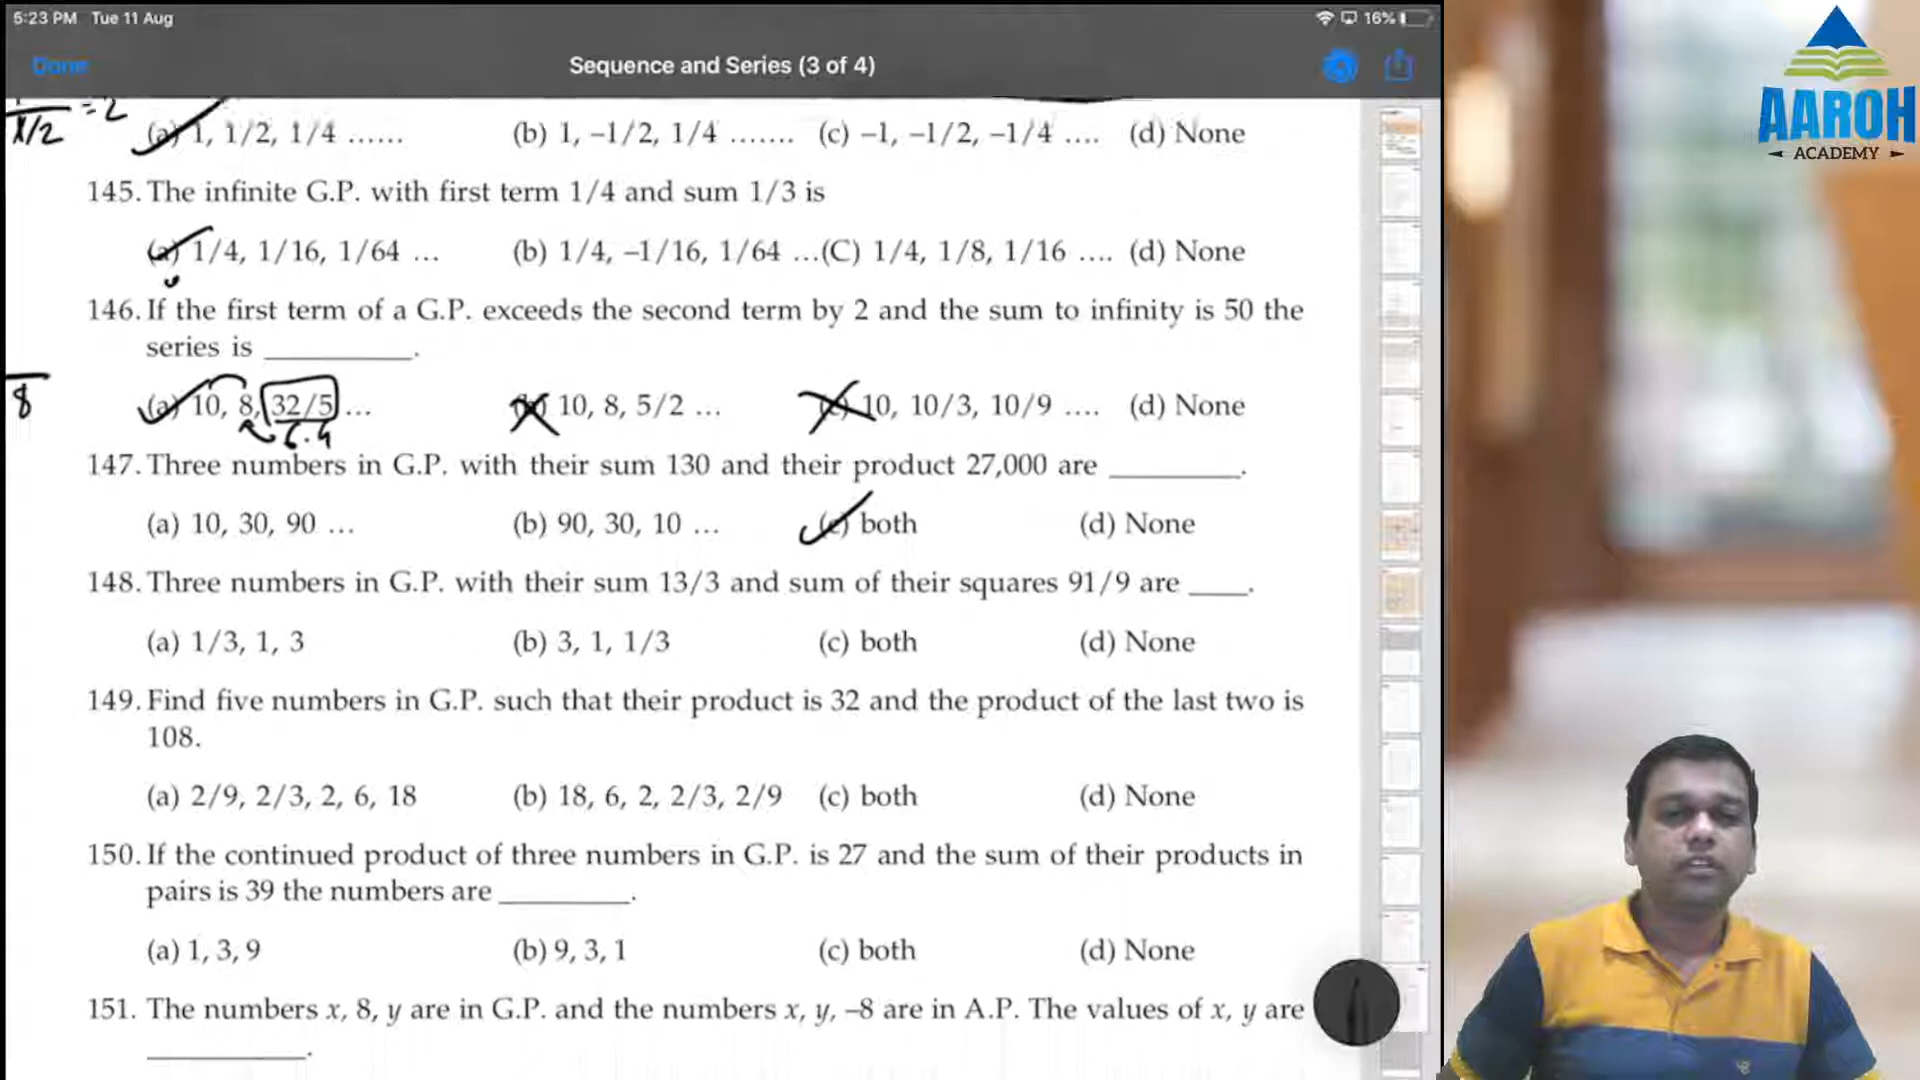 5:23 PM Tue 11 Aug
16%
Done
Sequence and Series (3 of 4)
AAROH
ACADEMY
1/2 = 2
(a) 1, 1/2, 1/4 ......
(b) 1, –1/2, 1/4 .......
(c) –1, –1/2, –1/4 ....
(d) None
145. The infinite G.P. with first term 1/4 and sum 1/3 is
(a) 1/4, 1/16, 1/64 ...
(b) 1/4, –1/16, 1/64 ...
(C) 1/4, 1/8, 1/16 ....
(d) None
146. If the first term of a G.P. exceeds the second term by 2 and the sum to infinity is 50 the
series is __________.
8
(a) 10, 8, 32/5 ...
(b) 10, 8, 5/2 ...
(c) 10, 10/3, 10/9 ....
(d) None
6.4
147. Three numbers in G.P. with their sum 130 and their product 27,000 are _________.
(a) 10, 30, 90 ...
(b) 90, 30, 10 ...
(c) both
(d) None
148. Three numbers in G.P. with their sum 13/3 and sum of their squares 91/9 are ____.
(a) 1/3, 1, 3
(b) 3, 1, 1/3
(c) both
(d) None
149. Find five numbers in G.P. such that their product is 32 and the product of the last two is
108.
(a) 2/9, 2/3, 2, 6, 18
(b) 18, 6, 2, 2/3, 2/9
(c) both
(d) None
150. If the continued product of three numbers in G.P. is 27 and the sum of their products in
pairs is 39 the numbers are _________.
(a) 1, 3, 9
(b) 9, 3, 1
(c) both
(d) None
151. The numbers x, 8, y are in G.P. and the numbers x, y, –8 are in A.P. The values of x, y are
___________.